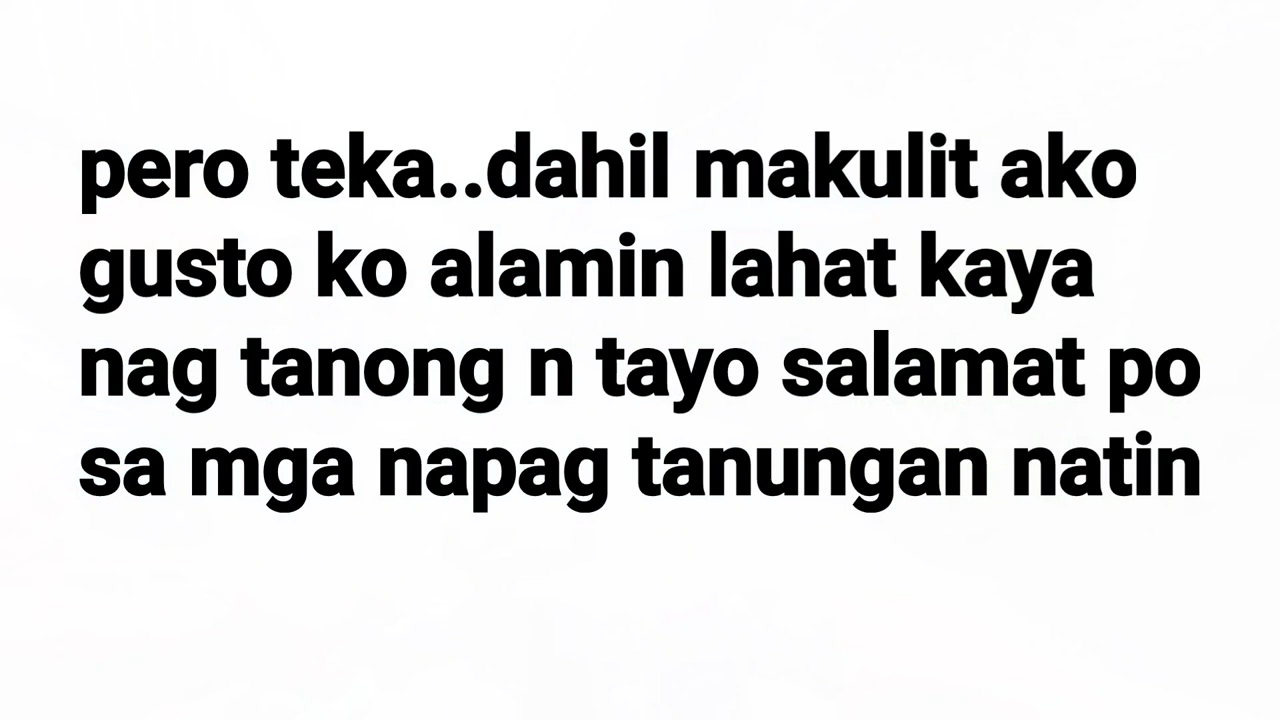 pero teka..dahil makulit ako
gusto ko alamin lahat kaya
nag tanong n tayo salamat po
sa mga napag tanungan natin